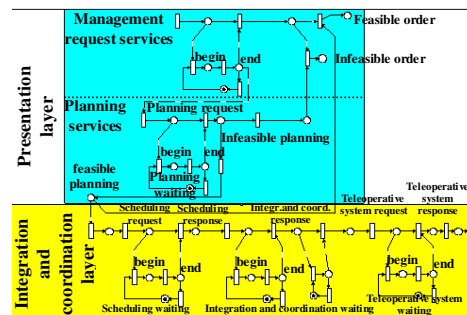 Management
request services
Feasible order
Infeasible order
begin
end
Presentation
layer
Planning
services
Planning request
Infeasible planning
begin
end
Planning
waiting
feasible
planning
Integration
and
coordination
layer
Scheduling
request
Scheduling
response
Integr.and coord.
response
Teleoperative
system request
Teleoperative
system
response
begin
end
begin
end
begin
end
Scheduling waiting
Integration and coordination waiting
Teleoperative system
waiting